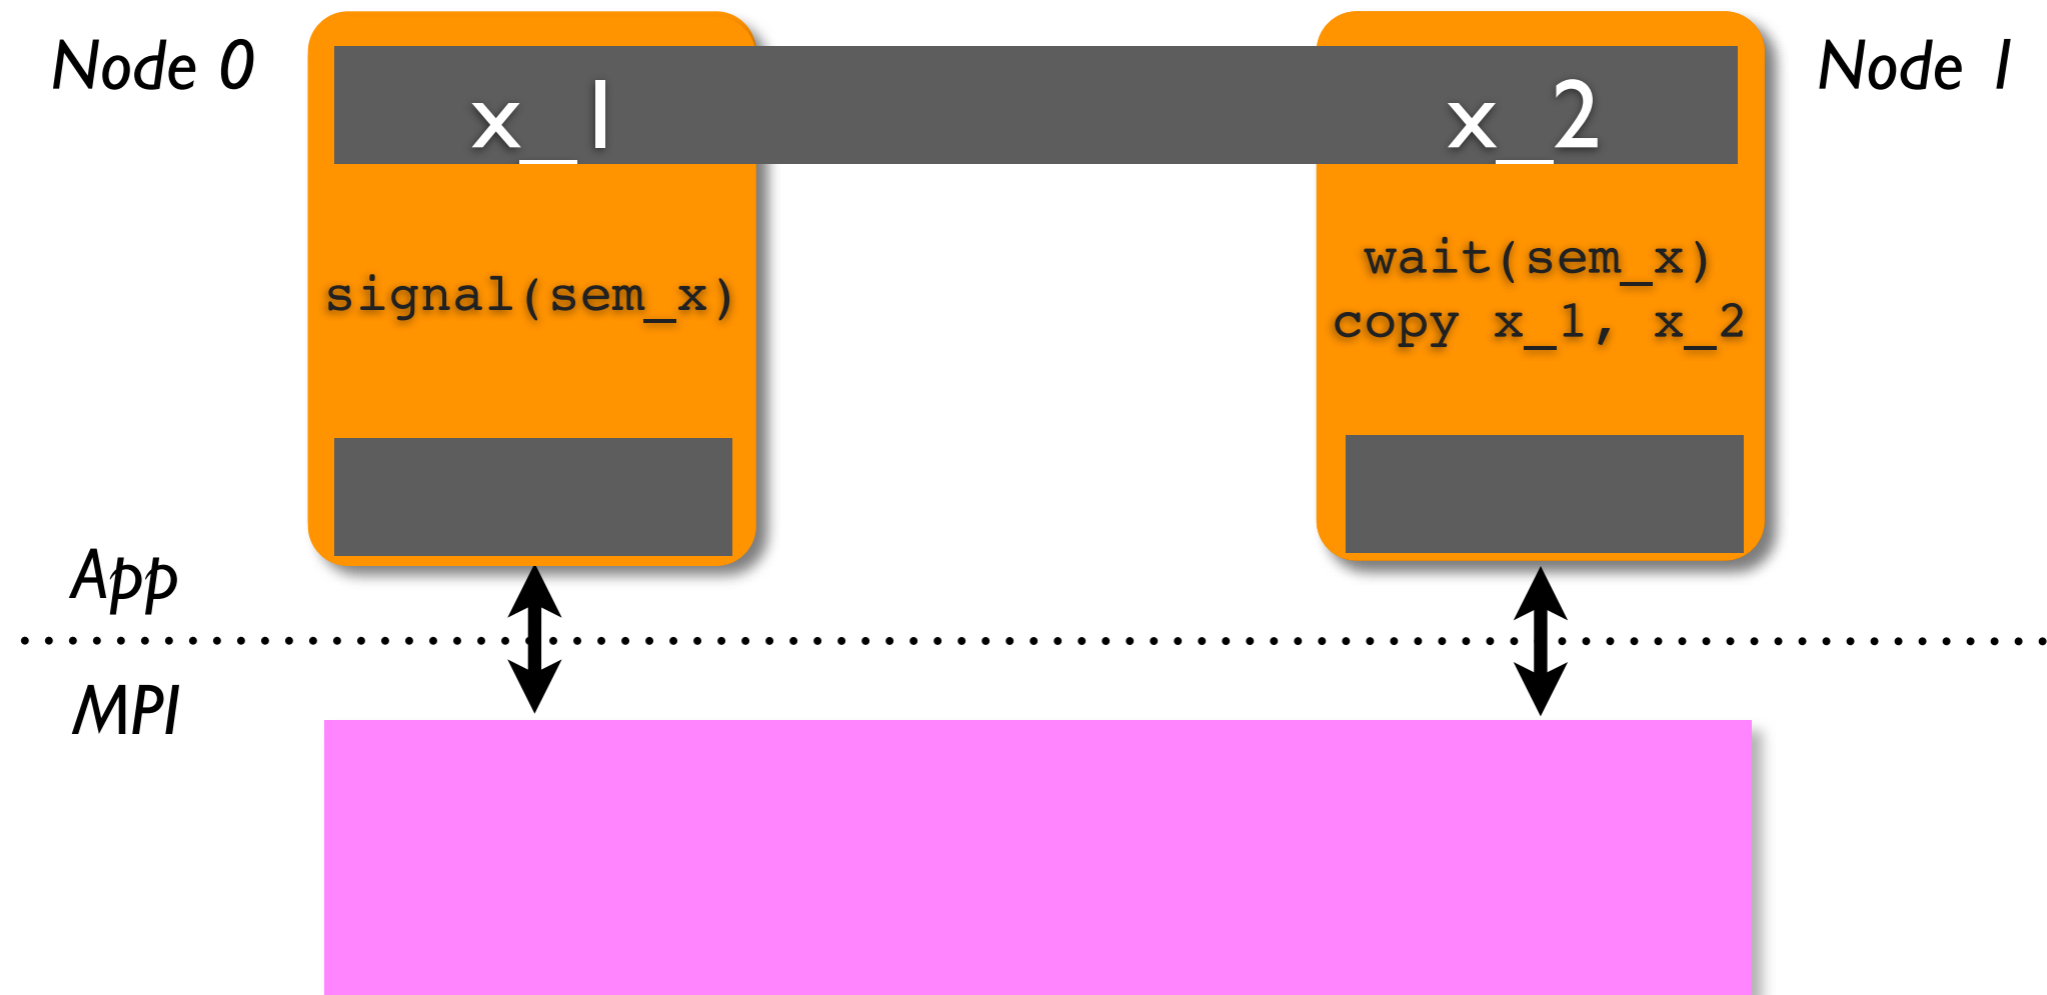 Node 0
x_1
x_2
Node 1
signal(sem_x)
wait(sem_x)
copy x_1, x_2
App
MPI